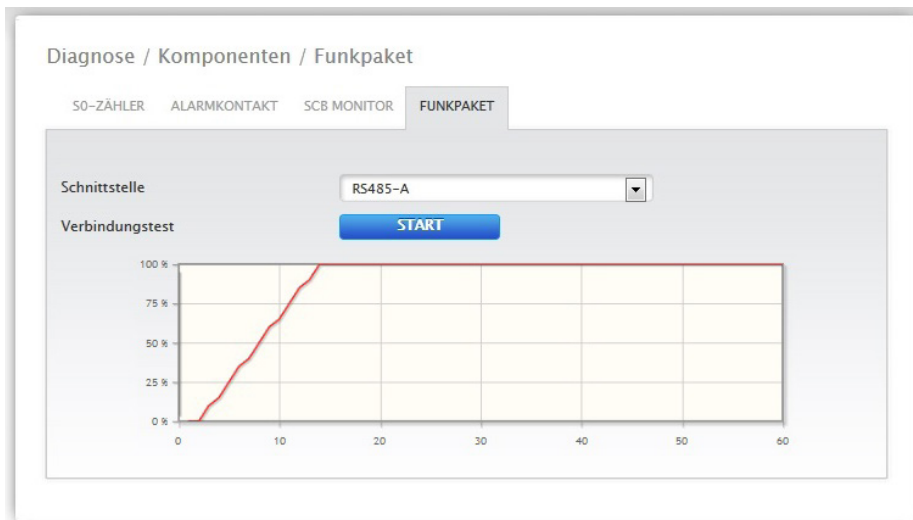 Diagnose / Komponenten / Funkpaket
S0-ZÄHLER ALARMKONTAKT SCB MONITOR FUNKPAKET
Schnittstelle RS485-A
Verbindungstest START
100 %
75 %
50 %
25 %
0 %
0 10 20 30 40 50 60